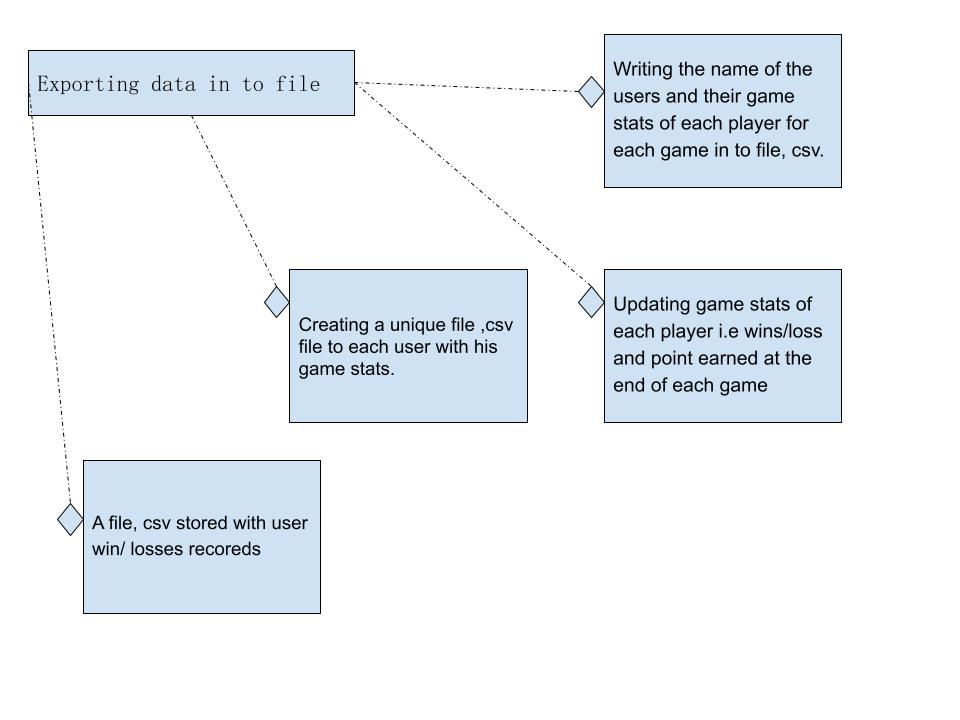 Exporting data in to file
Writing the name of the
users and their game
stats of each player for
each game in to file, csv.
Creating a unique file ,csv
file to each user with his
game stats.
Updating game stats of
each player i.e wins/loss
and point earned at the
end of each game
A file, csv stored with user
win/ losses recoreds